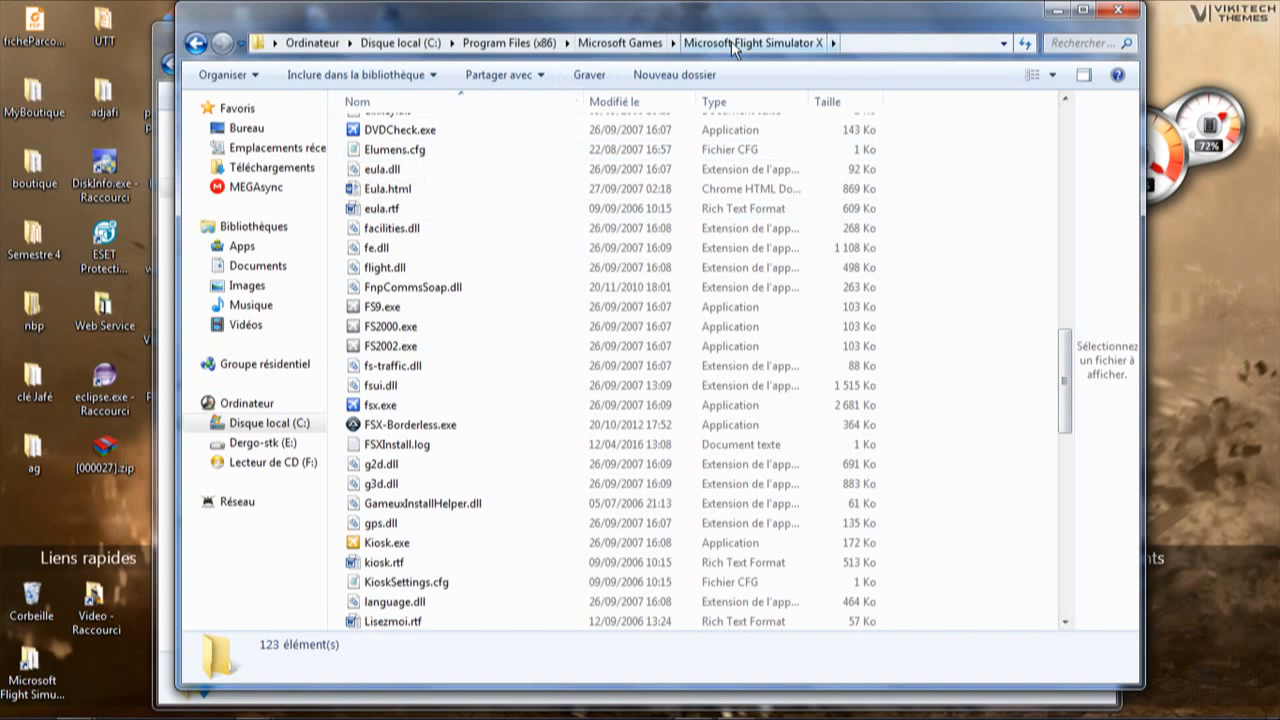 VIKITECH
THEMES
Ordinateur
Disque local (C:)
Program Files (x86)
Microsoft Games
Microsoft Flight Simulator X
Rechercher...
Organiser
Inclure dans la bibliothèque
Partager avec
Graver
Nouveau dossier
Nom
Modifié le
Type
Taille
DVDCheck.exe 26/09/2007 16:07 Application 143 Ko
Elumens.cfg 22/08/2007 16:57 Fichier CFG 1 Ko
eula.dll 26/09/2007 16:07 Extension de l'app... 92 Ko
Eula.html 27/09/2007 02:18 Chrome HTML Do... 869 Ko
eula.rtf 09/09/2006 10:15 Rich Text Format 609 Ko
facilities.dll 26/09/2007 16:08 Extension de l'app... 268 Ko
fe.dll 26/09/2007 16:09 Extension de l'app... 1 108 Ko
flight.dll 26/09/2007 16:08 Extension de l'app... 498 Ko
FnpCommsSoap.dll 20/11/2010 18:01 Extension de l'app... 263 Ko
FS9.exe 26/09/2007 16:07 Application 103 Ko
FS2000.exe 26/09/2007 16:07 Application 103 Ko
FS2002.exe 26/09/2007 16:07 Application 103 Ko
fs-traffic.dll 26/09/2007 16:07 Extension de l'app... 88 Ko
fsui.dll 26/09/2007 13:09 Extension de l'app... 1 515 Ko
fsx.exe 26/09/2007 16:09 Application 2 681 Ko
FSX-Borderless.exe 20/10/2012 17:52 Application 364 Ko
FSXInstall.log 12/04/2016 13:08 Document texte 1 Ko
g2d.dll 26/09/2007 16:09 Extension de l'app... 691 Ko
g3d.dll 26/09/2007 16:09 Extension de l'app... 883 Ko
GameuxInstallHelper.dll 05/07/2006 21:13 Extension de l'app... 61 Ko
gps.dll 26/09/2007 16:07 Extension de l'app... 135 Ko
Kiosk.exe 26/09/2007 16:08 Application 172 Ko
kiosk.rtf 09/09/2006 10:15 Rich Text Format 513 Ko
KioskSettings.cfg 09/09/2006 10:15 Fichier CFG 1 Ko
language.dll 26/09/2007 16:08 Extension de l'app... 464 Ko
Lisezmoi.rtf 12/09/2006 13:24 Rich Text Format 57 Ko
123 élément(s)
Sélectionnez
un fichier à
afficher.
Favoris
Bureau
Emplacements réce
Téléchargements
MEGAsync
Bibliothèques
Apps
Documents
Images
Musique
Vidéos
Groupe résidentiel
Ordinateur
Disque local (C:)
Dergo-stk (E:)
Lecteur de CD (F:)
Réseau
ficheParco...
UTT
MyBoutique
adjafi
boutique
DiskInfo.exe -
Raccourci
Semestre 4
ESET
Protecti...
nbp
Web Service
clé Jafé
eclipse.exe -
Raccourci
ag
[000027].zip
Liens rapides
Corbeille
Video -
Raccourci
Microsoft
Flight Simu...
72%
nts